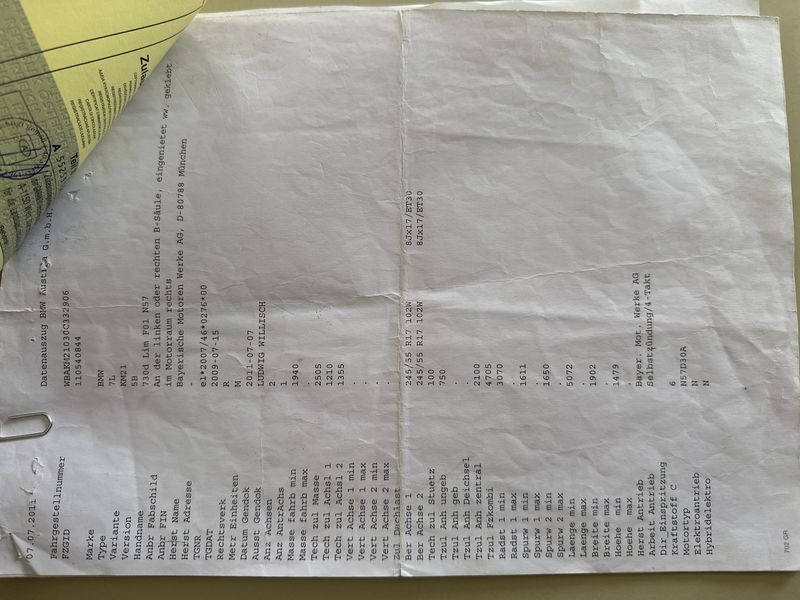 07.07.2011 Datenauszug BMW Austria G.m.b.H.
Fahrgestellnummer WBAKM21030C332906
FZGID 110540844
Marke BMW
Type 7L
Variante KM21
Version 5B
Handname 730d Lim F01 N57
Anbr Fabschild An der linken oder rechten B-Säule, eingenietet ww. geklebt
Anbr FIN im Motorraum rechts
Herst Name Bayerische Motoren Werke AG, D-80788 München
Herst Adresse -
TGNR e1*2007/46*0276*00
TGDAT 2009-07-15
Rechtsverk R
Metr Einheiten M
Datum Gendok 2011-07-07
Ausst Gendok LUDWIG WILLISCH
Anz Achsen 2
Anz AnhrAchs 1
Masse fahrb min 1940
Masse fahrb max .
Tech zul Masse 2505
Tech zul Achsl 1 1210
Tech zul Achsl 2 1355
Vert Achse 1 min .
Vert Achse 1 max .
Vert Achse 2 min .
Vert Achse 2 max .
Zul Dachlast
Ber Achse 1 245/55 R17 102W 8Jx17/ET30
Ber Achse 2 245/55 R17 102W 8Jx17/ET30
Tech zul Stuetz 100
Tzul Anh ungeb 750
Tzul Anh geb .
Tzul Anh Deichsel .
Tzul Anh zentral 2100
Tzul Fzkombi 4705
Radst 1 min 3070
Radst 1 max .
Spurw 1 min 1611
Spurw 1 max .
Spurw 2 min 1650
Spurw 2 max .
Laenge min 5072
Laenge max .
Breite min 1902
Breite max .
Hoehe min 1479
Hoehe max .
Herst Antrieb Bayer. Mot. Werke AG
Arbeit Antrieb Selbstzündung/4-Takt
Dir_Einspritzung
Kraftstoff C 6
Motortyp N57D30A
Elektroantrieb N
Hybridelektro N
707 GR